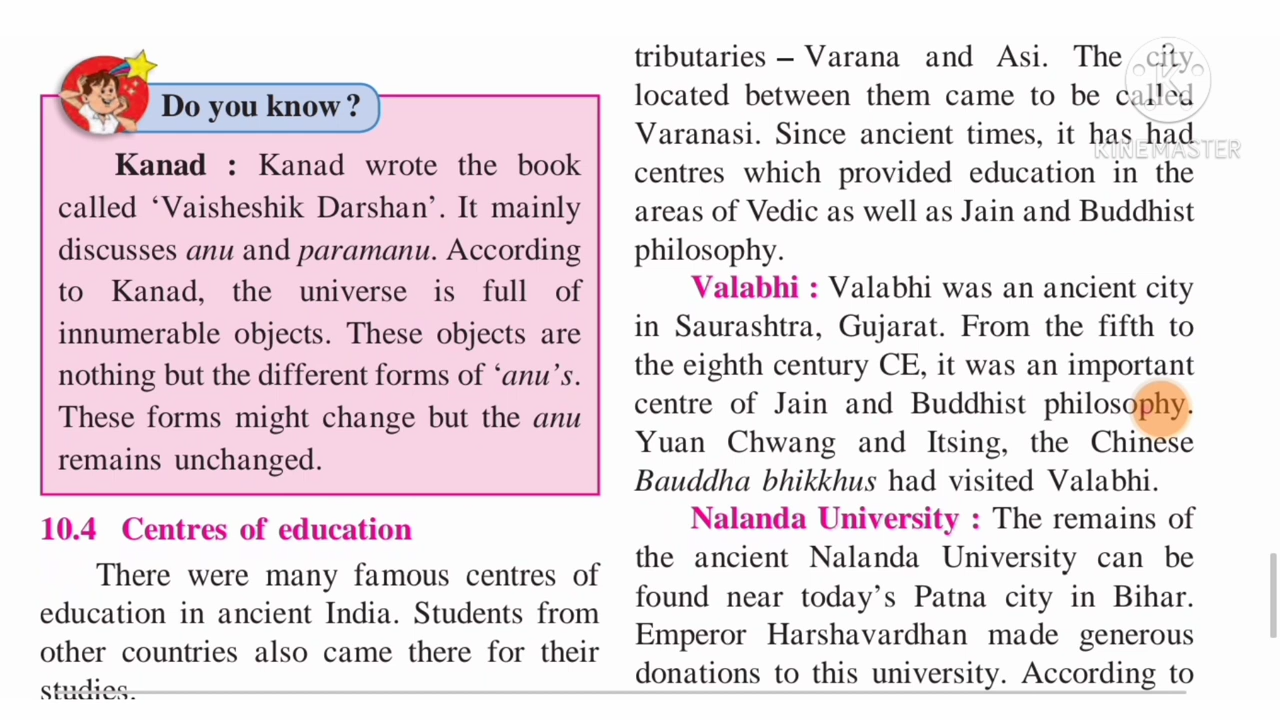 Do you know ?
Kanad : Kanad wrote the book
called ‘Vaisheshik Darshan’. It mainly
discusses anu and paramanu. According
to Kanad, the universe is full of
innumerable objects. These objects are
nothing but the different forms of ‘anu’s.
These forms might change but the anu
remains unchanged.
10.4 Centres of education
There were many famous centres of
education in ancient India. Students from
other countries also came there for their
studies.
tributaries – Varana and Asi. The city
located between them came to be called
Varanasi. Since ancient times, it has had
centres which provided education in the
areas of Vedic as well as Jain and Buddhist
philosophy.
Valabhi : Valabhi was an ancient city
in Saurashtra, Gujarat. From the fifth to
the eighth century CE, it was an important
centre of Jain and Buddhist philosophy.
Yuan Chwang and Itsing, the Chinese
Bauddha bhikkhus had visited Valabhi.
Nalanda University : The remains of
the ancient Nalanda University can be
found near today’s Patna city in Bihar.
Emperor Harshavardhan made generous
donations to this university. According to
K
KINEMASTER